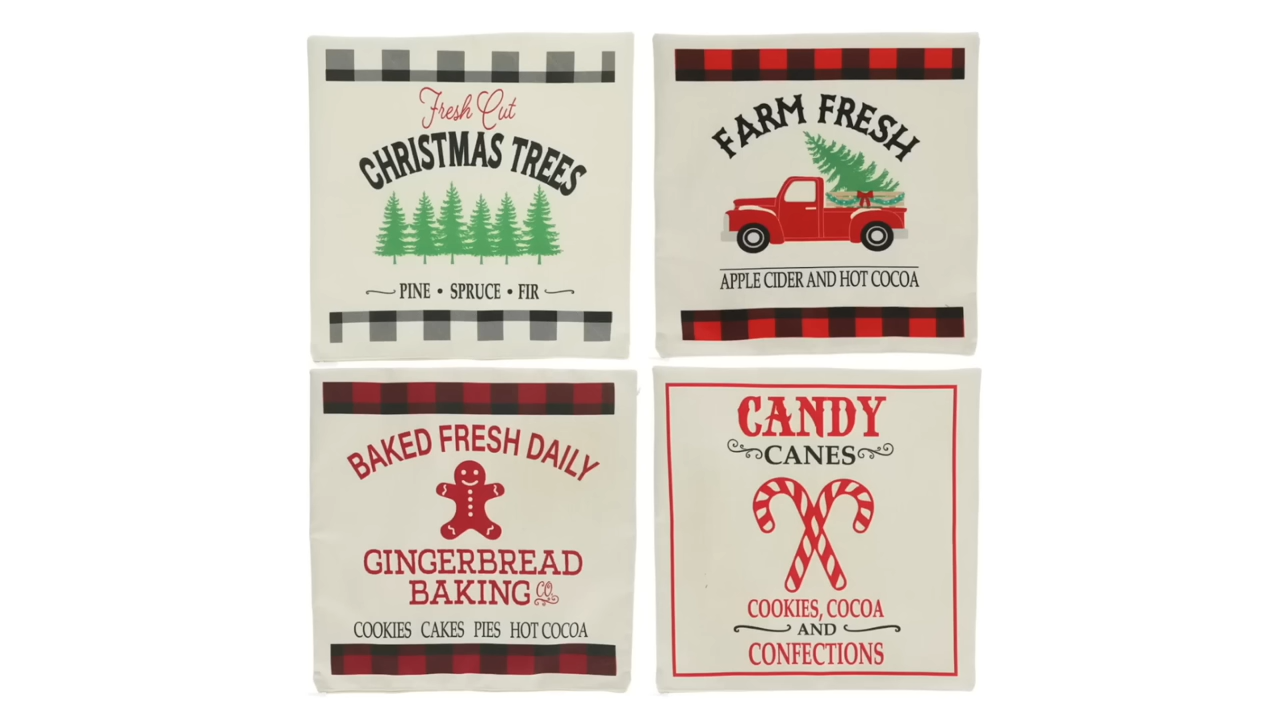 Fresh Cut
CHRISTMAS TREES
PINE • SPRUCE • FIR
FARM FRESH
APPLE CIDER AND HOT COCOA
BAKED FRESH DAILY
GINGERBREAD
BAKING CO.
COOKIES CAKES PIES HOT COCOA
CANDY
CANES
COOKIES, COCOA
AND
CONFECTIONS